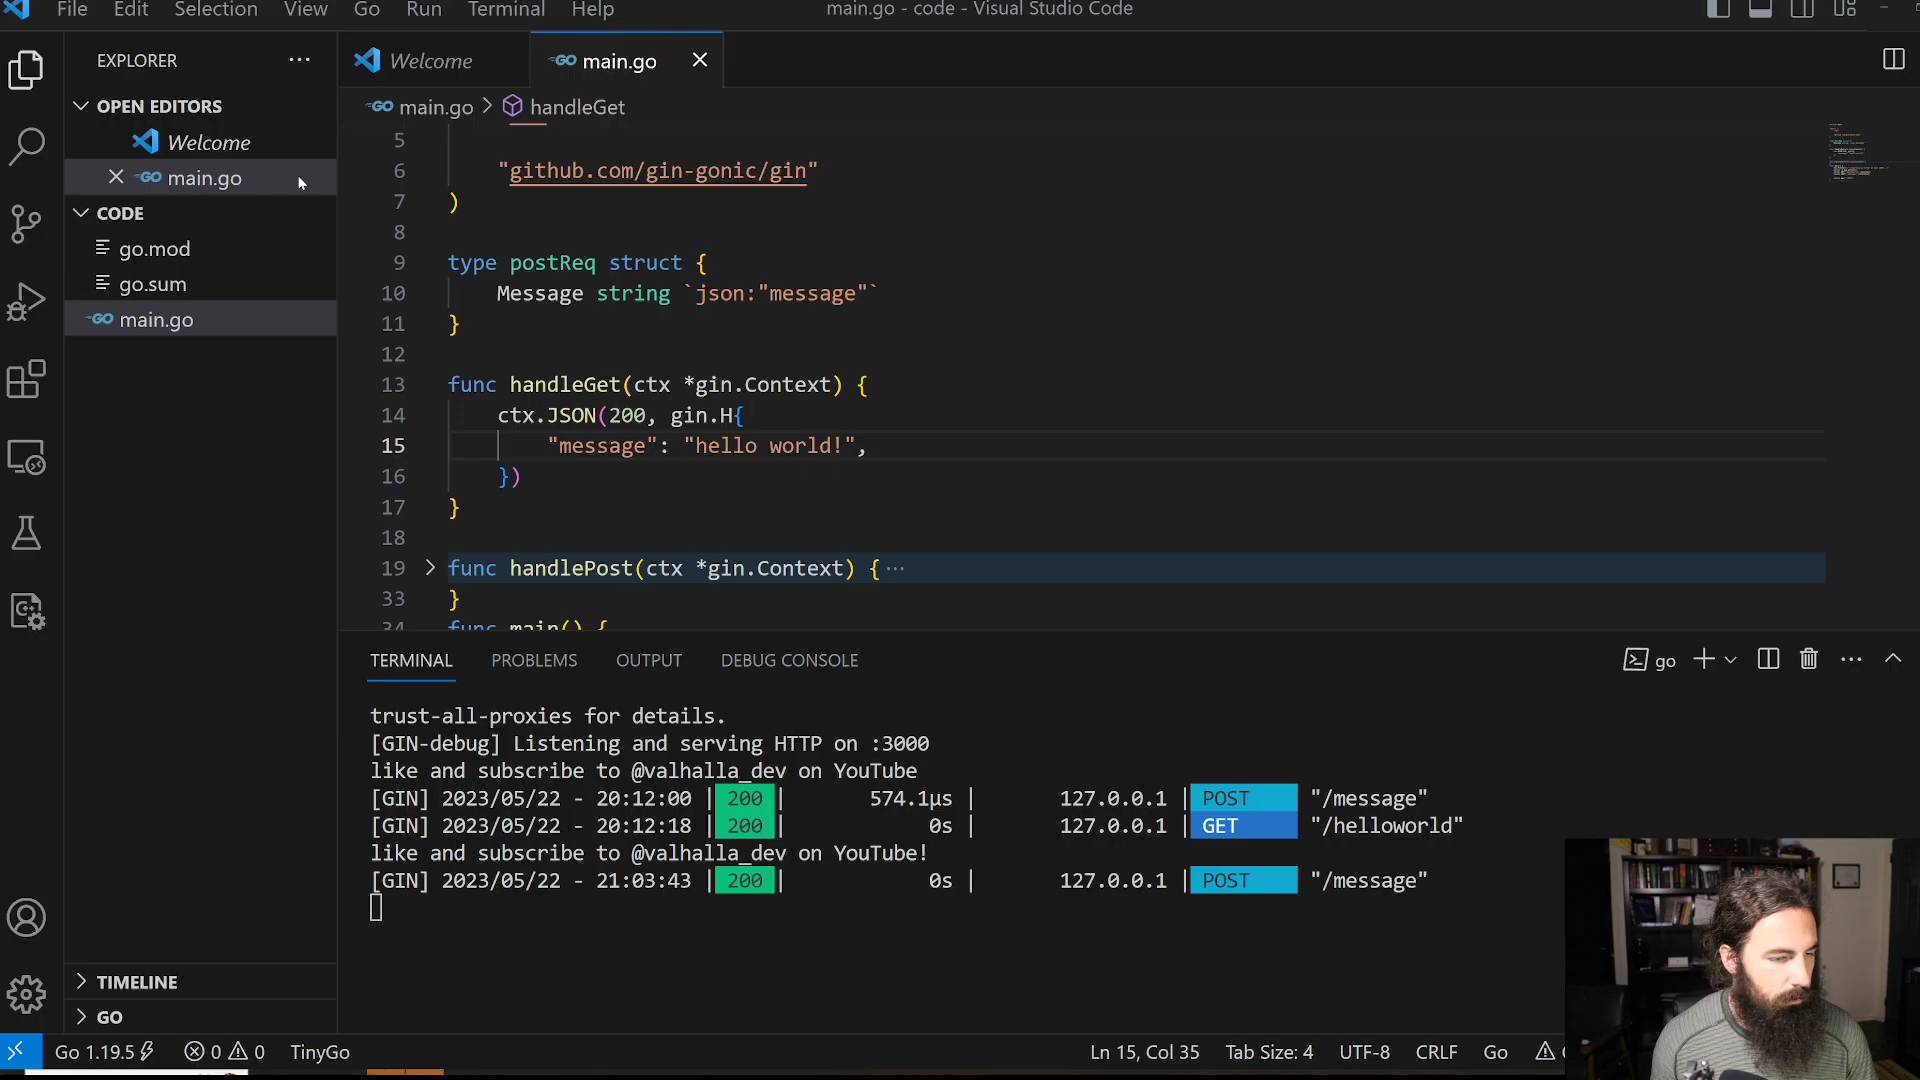 File Edit Selection View Go Run Terminal Help
main.go - code - Visual Studio Code
EXPLORER
OPEN EDITORS
Welcome
main.go
CODE
go.mod
go.sum
main.go
TIMELINE
GO
Welcome
main.go
main.go > handleGet
5
6 "github.com/gin-gonic/gin"
7 )
8
9 type postReq struct {
10 Message string `json:"message"`
11 }
12
13 func handleGet(ctx *gin.Context) {
14 ctx.JSON(200, gin.H{
15 "message": "hello world!",
16 })
17 }
18
19 func handlePost(ctx *gin.Context) { ···
33 }
34 func main() {
TERMINAL PROBLEMS OUTPUT DEBUG CONSOLE
go
trust-all-proxies for details.
[GIN-debug] Listening and serving HTTP on :3000
like and subscribe to @valhalla_dev on YouTube
[GIN] 2023/05/22 - 20:12:00 | 200 | 574.1µs | 127.0.0.1 | POST "/message"
[GIN] 2023/05/22 - 20:12:18 | 200 | 0s | 127.0.0.1 | GET "/helloworld"
like and subscribe to @valhalla_dev on YouTube!
[GIN] 2023/05/22 - 21:03:43 | 200 | 0s | 127.0.0.1 | POST "/message"
Go 1.19.5 0 0 TinyGo
Ln 15, Col 35 Tab Size: 4 UTF-8 CRLF Go